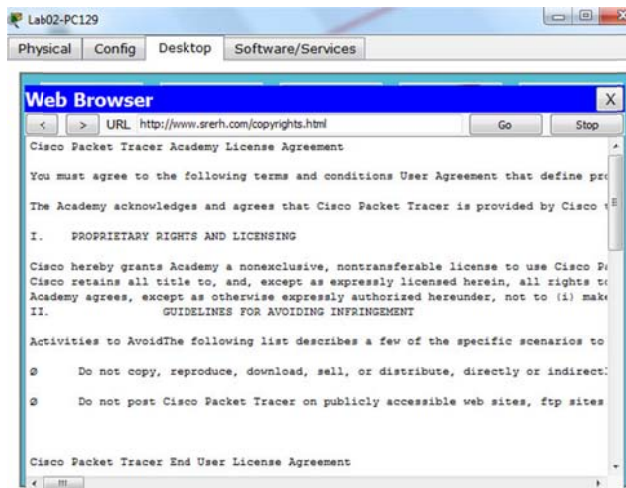 Lab02-PC129
Physical Config Desktop Software/Services
Web Browser X
< > URL http://www.srerh.com/copyrights.html Go Stop
Cisco Packet Tracer Academy License Agreement
You must agree to the following terms and conditions User Agreement that define
The Academy acknowledges and agrees that Cisco Packet Tracer is provided by Cisco
I. PROPRIETARY RIGHTS AND LICENSING
Cisco hereby grants Academy a nonexclusive, nontransferable license to use Cisco
Cisco retains all title to, and, except as expressly licensed herein, all rights
Academy agrees, except as otherwise expressly authorized hereunder, not to (i) make
II. GUIDELINES FOR AVOIDING INFRINGEMENT
Activities to AvoidThe following list describes a few of the specific scenarios to
Ø Do not copy, reproduce, download, sell, or distribute, directly or
Ø Do not post Cisco Packet Tracer on publicly accessible web sites, ftp sites
Cisco Packet Tracer End User License Agreement